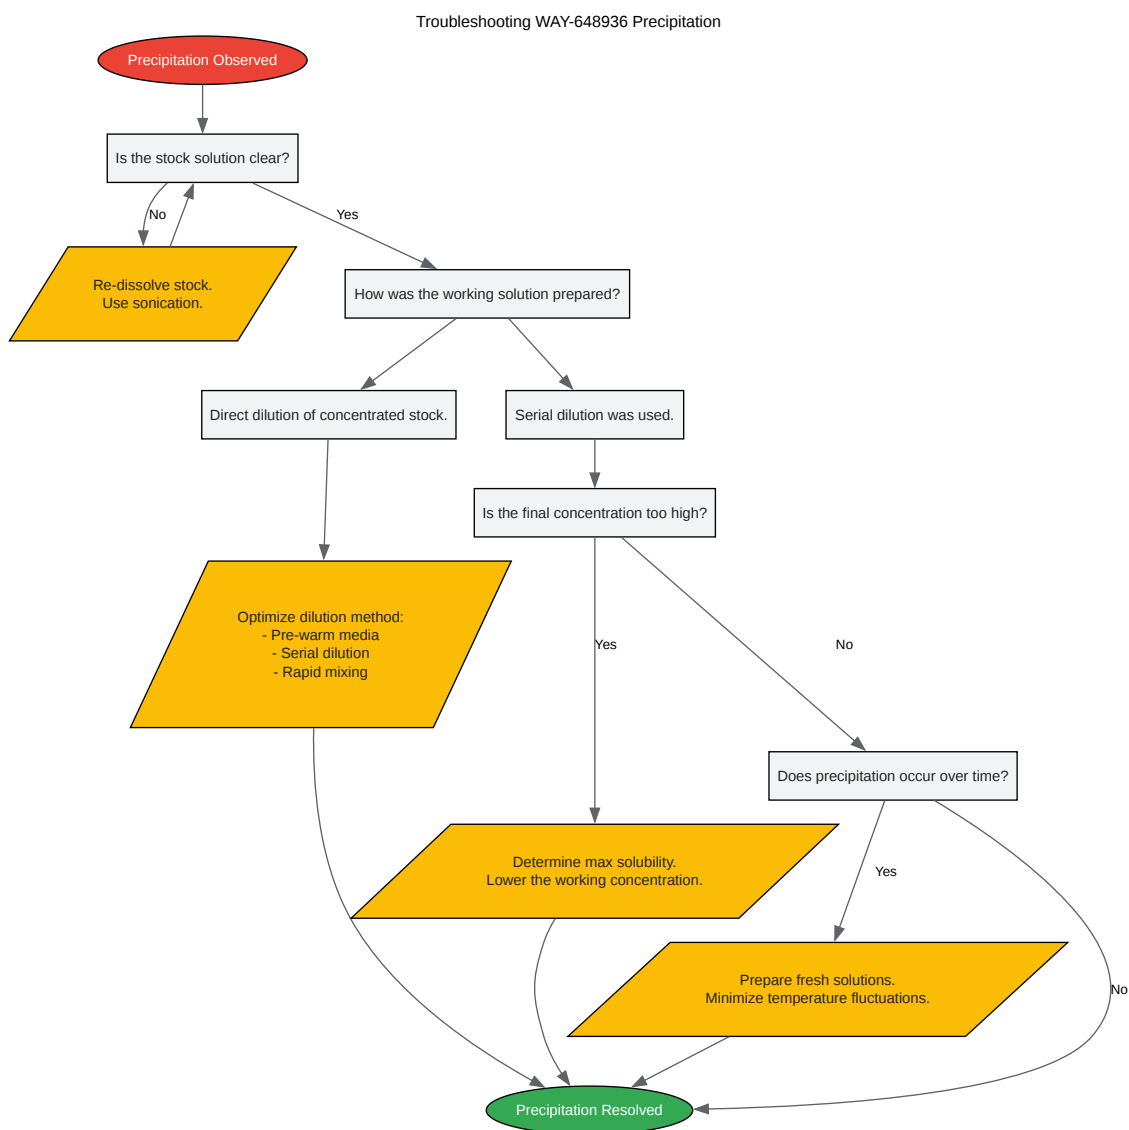 Troubleshooting WAY-648936 Precipitation
Precipitation Observed
Is the stock solution clear?
No
Yes
Re-dissolve stock.
Use sonication.
How was the working solution prepared?
Direct dilution of concentrated stock.
Serial dilution was used.
Is the final concentration too high?
Optimize dilution method:
- Pre-warm media
- Serial dilution
- Rapid mixing
Yes
No
Does precipitation occur over time?
Determine max solubility.
Lower the working concentration.
Yes
Prepare fresh solutions.
Minimize temperature fluctuations.
No
Precipitation Resolved